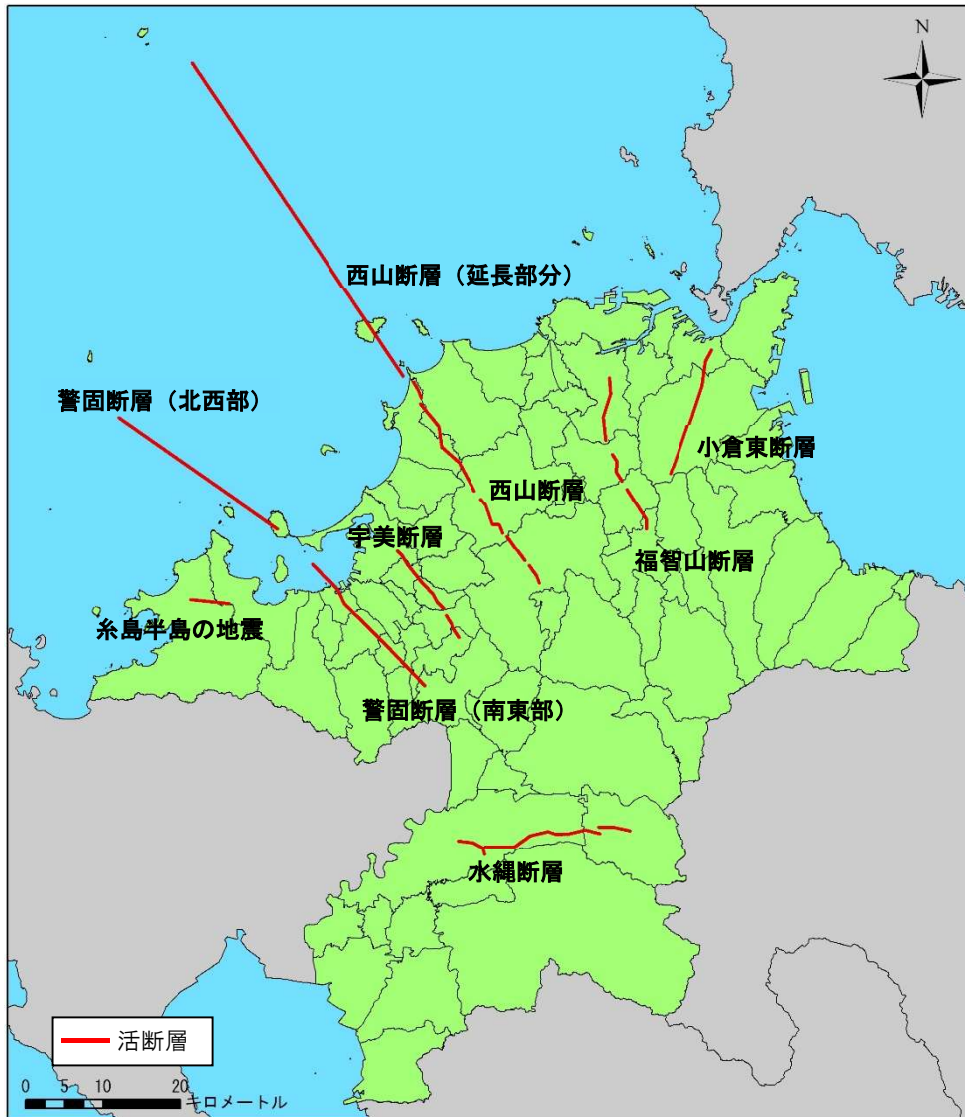 N
西山断層（延長部分）
警固断層（北西部）
小倉東断層
西山断層
宇美断層
福智山断層
糸島半島の地震
警固断層（南東部）
水縄断層
活断層
0 5 10 20
キロメートル